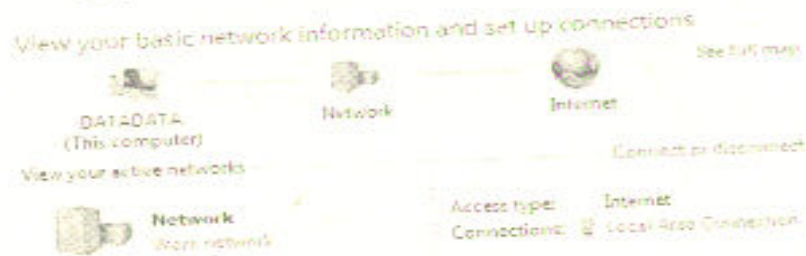 View your basic network information and set up connections
See full map
DATADATA
(This computer)
Network
Internet
View your active networks
Connect or disconnect
Network
Work network
Access type: Internet
Connections: Local Area Connection